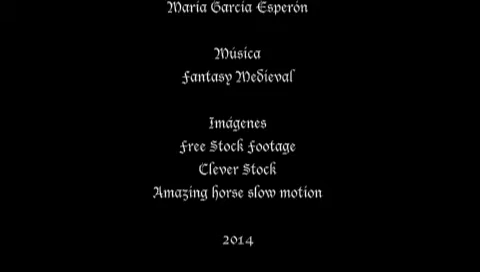 María García Esperón
Música
Fantasy Medieval
Imágenes
Free Stock Footage
Clever Stock
Amazing horse slow motion
2014